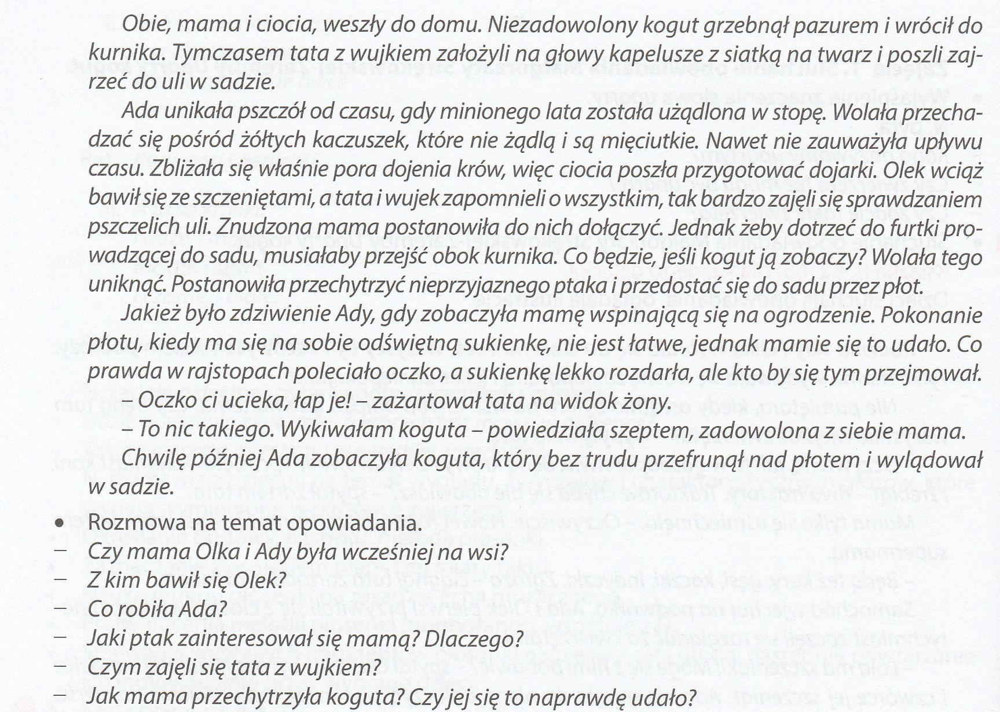 Obie, mama i ciocia, weszły do domu. Niezadowolony kogut grzebnął pazurem i wrócił do
kurnika. Tymczasem tata z wujkiem założyli na głowy kapelusze z siatką na twarz i poszli zaj-
rzeć do uli w sadzie.
Ada unikała pszczół od czasu, gdy minionego lata została użądlona w stopę. Wolała przecha-
dzać się pośród żółtych kaczuszek, które nie żądlą i są mięciutkie. Nawet nie zauważyła upływu
czasu. Zbliżała się właśnie pora dojenia krów, więc ciocia poszła przygotować dojarki. Olek wciąż
bawił się ze szczeniętami, a tata i wujek zapomnieli o wszystkim, tak bardzo zajęli się sprawdzaniem
pszczelich uli. Znudzona mama postanowiła do nich dołączyć. Jednak żeby dotrzeć do furtki pro-
wadzącej do sadu, musiałaby przejść obok kurnika. Co będzie, jeśli kogut ją zobaczy? Wolała tego
uniknąć. Postanowiła przechytrzyć nieprzyjaznego ptaka i przedostać się do sadu przez płot.
Jakież było zdziwienie Ady, gdy zobaczyła mamę wspinającą się na ogrodzenie. Pokonanie
płotu, kiedy ma się na sobie odświętną sukienkę, nie jest łatwe, jednak mamie się to udało. Co
prawda w rajstopach poleciało oczko, a sukienkę lekko rozdarła, ale kto by się tym przejmował.
– Oczko ci ucieka, łap je! – zażartował tata na widok żony.
– To nic takiego. Wykiwałam koguta – powiedziała szeptem, zadowolona z siebie mama.
Chwilę później Ada zobaczyła koguta, który bez trudu przefrunął nad płotem i wylądował
w sadzie.
• Rozmowa na temat opowiadania.
– Czy mama Olka i Ady była wcześniej na wsi?
– Z kim bawił się Olek?
– Co robiła Ada?
– Jaki ptak zainteresował się mamą? Dlaczego?
– Czym zajęli się tata z wujkiem?
– Jak mama przechytrzyła koguta? Czy jej się to naprawdę udało?